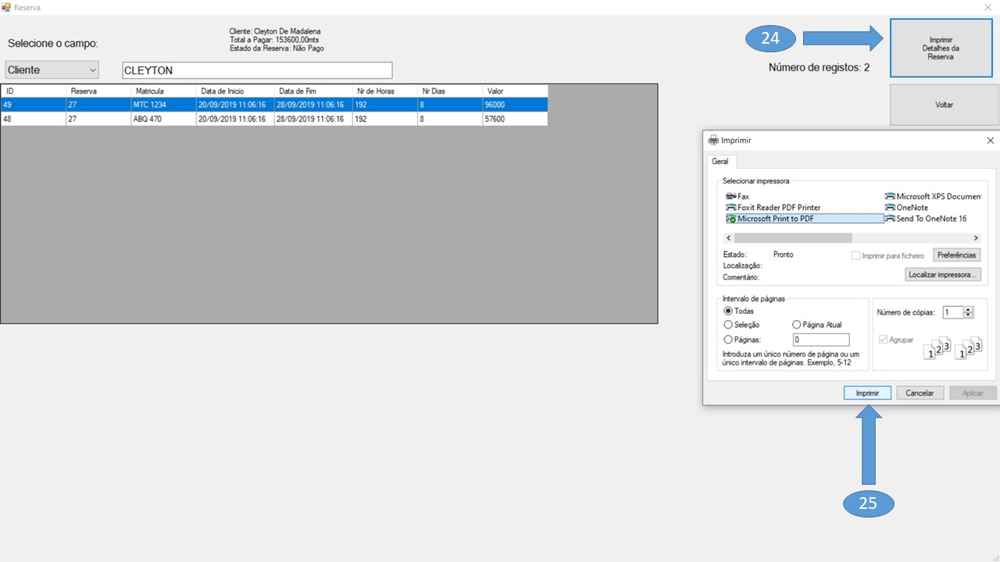 Reserva
Selecione o campo:
Cliente: Cleyton De Madalena
Total a Pagar: 153600,00mts
Estado da Reserva: Não Pago
24
Imprimir
Detalhes da
Reserva
Número de registos: 2
Cliente
CLEYTON
ID Reserva Matricula Data de Inicio Data de Fim Nr de Horas Nr Dias Valor
49 27 MTC 1234 20/09/2019 11:06:16 28/09/2019 11:06:16 192 8 96000
48 27 ABQ 470 20/09/2019 11:06:16 28/09/2019 11:06:16 192 8 57600
Voltar
Imprimir
Geral
Selecionar impressora
Fax
Foxit Reader PDF Printer
Microsoft Print to PDF
Microsoft XPS Documen
OneNote
Send To OneNote 16
Estado: Pronto
Imprimir para ficheiro
Preferências
Localização:
Comentário:
Localizar impressora...
Intervalo de páginas
Todas
Seleção
Página Atual
Páginas: 0
Introduza um único número de página ou um
único intervalo de páginas. Exemplo, 5-12
Número de cópias: 1
Agrupar
1 2 3 1 2 3
Imprimir Cancelar Aplicar
25